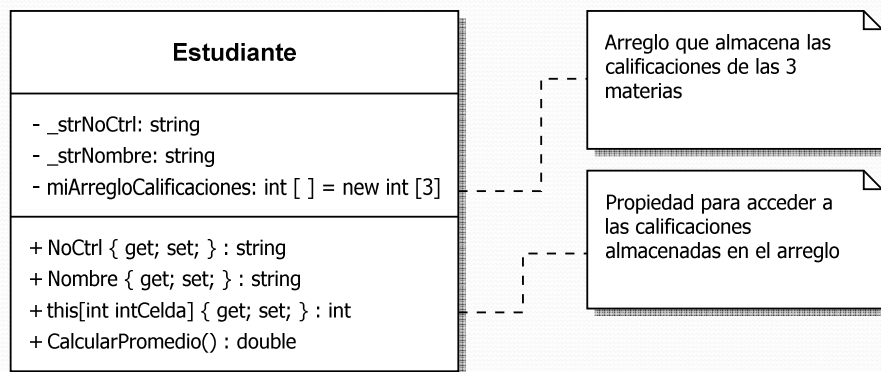 Estudiante
- _strNoCtrl: string
- _strNombre: string
- miArregloCalificaciones: int [ ] = new int [3]
+ NoCtrl { get; set; } : string
+ Nombre { get; set; } : string
+ this[int intCelda] { get; set; } : int
+ CalcularPromedio() : double
Arreglo que almacena las
calificaciones de las 3
materias
Propiedad para acceder a
las calificaciones
almacenadas en el arreglo